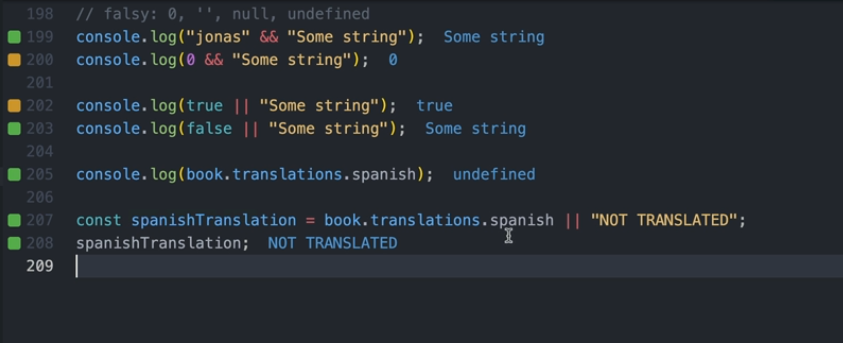 198 // falsy: 0, '', null, undefined
199 console.log("jonas" && "Some string"); Some string
200 console.log(0 && "Some string"); 0
201
202 console.log(true || "Some string"); true
203 console.log(false || "Some string"); Some string
204
205 console.log(book.translations.spanish); undefined
206
207 const spanishTranslation = book.translations.spanish || "NOT TRANSLATED";
208 spanishTranslation; NOT TRANSLATED
209